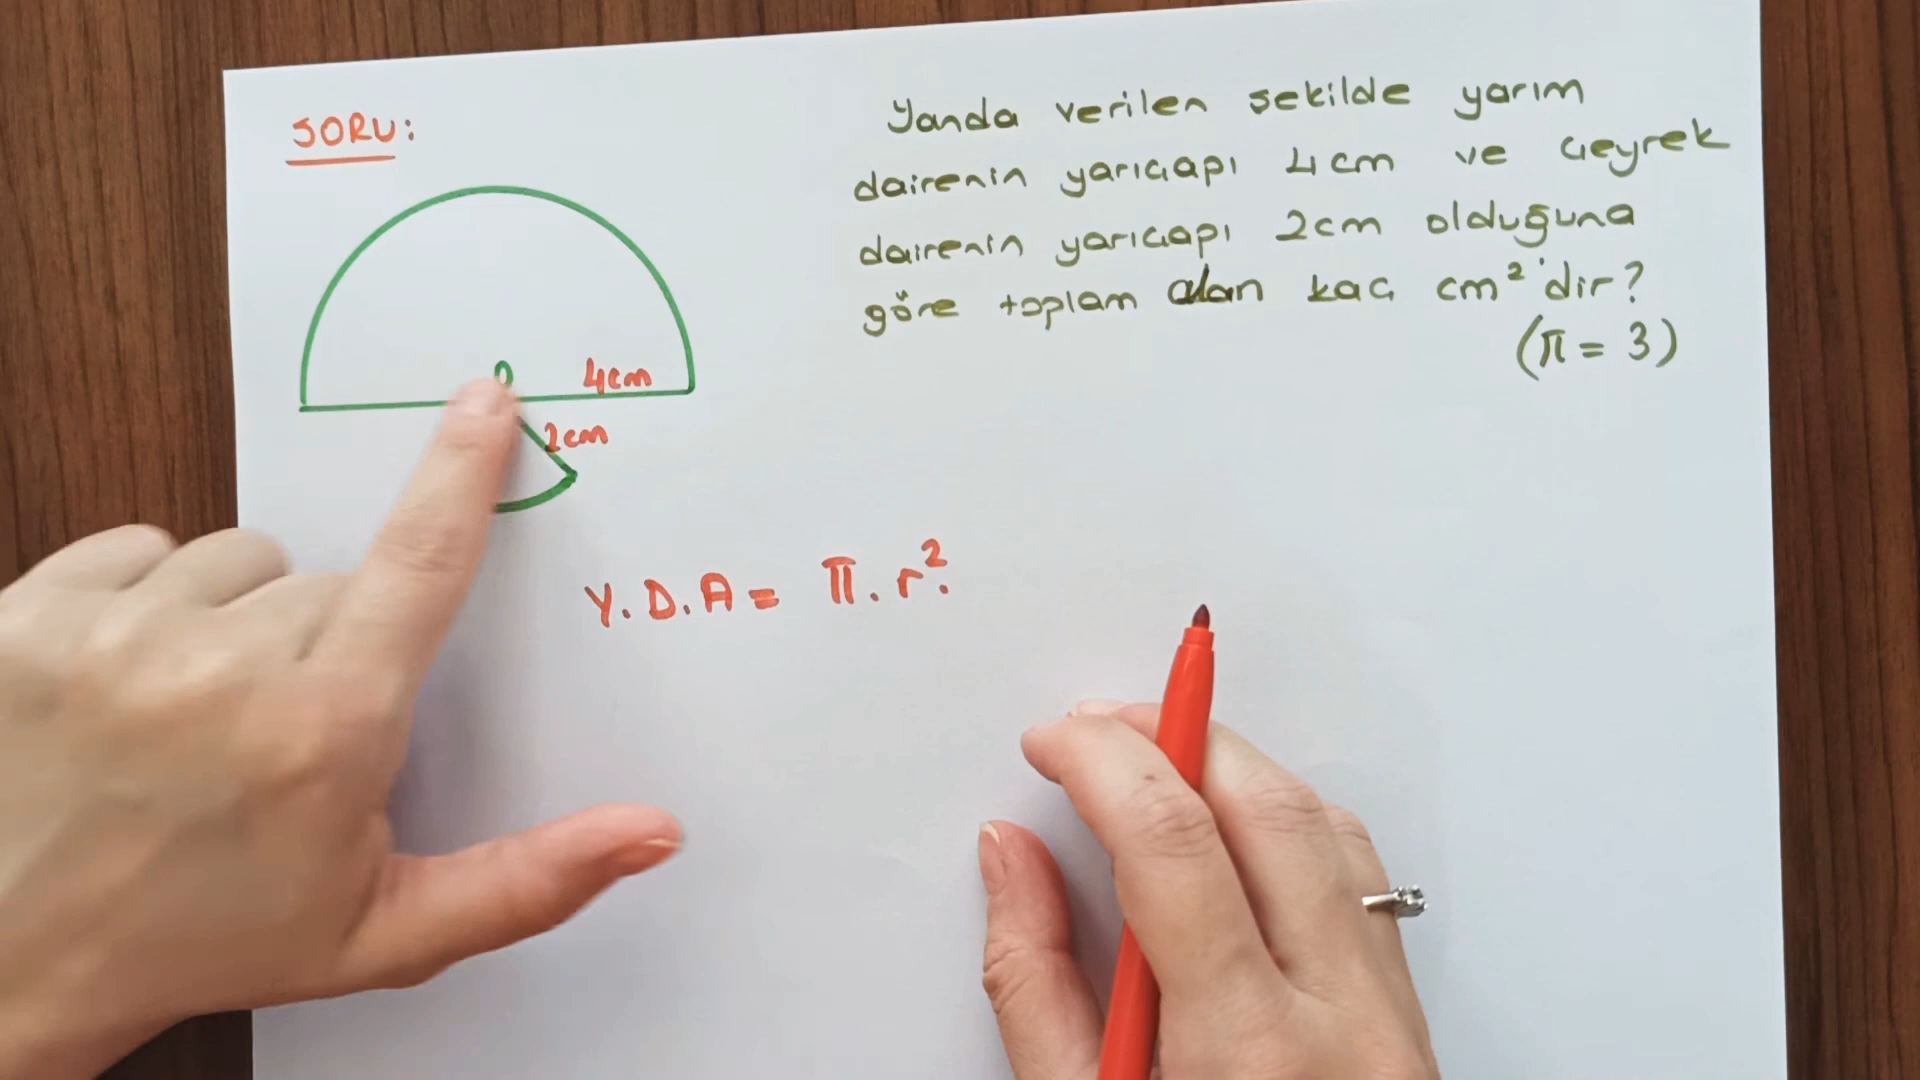 SORU:
Yanda verilen şekilde yarım
dairenin yarıçapı 4cm ve çeyrek
dairenin yarıçapı 2cm olduğuna
göre toplam alan kaç cm²'dir?
(π = 3)
O
4cm
2cm
Y.D.A = π.r².